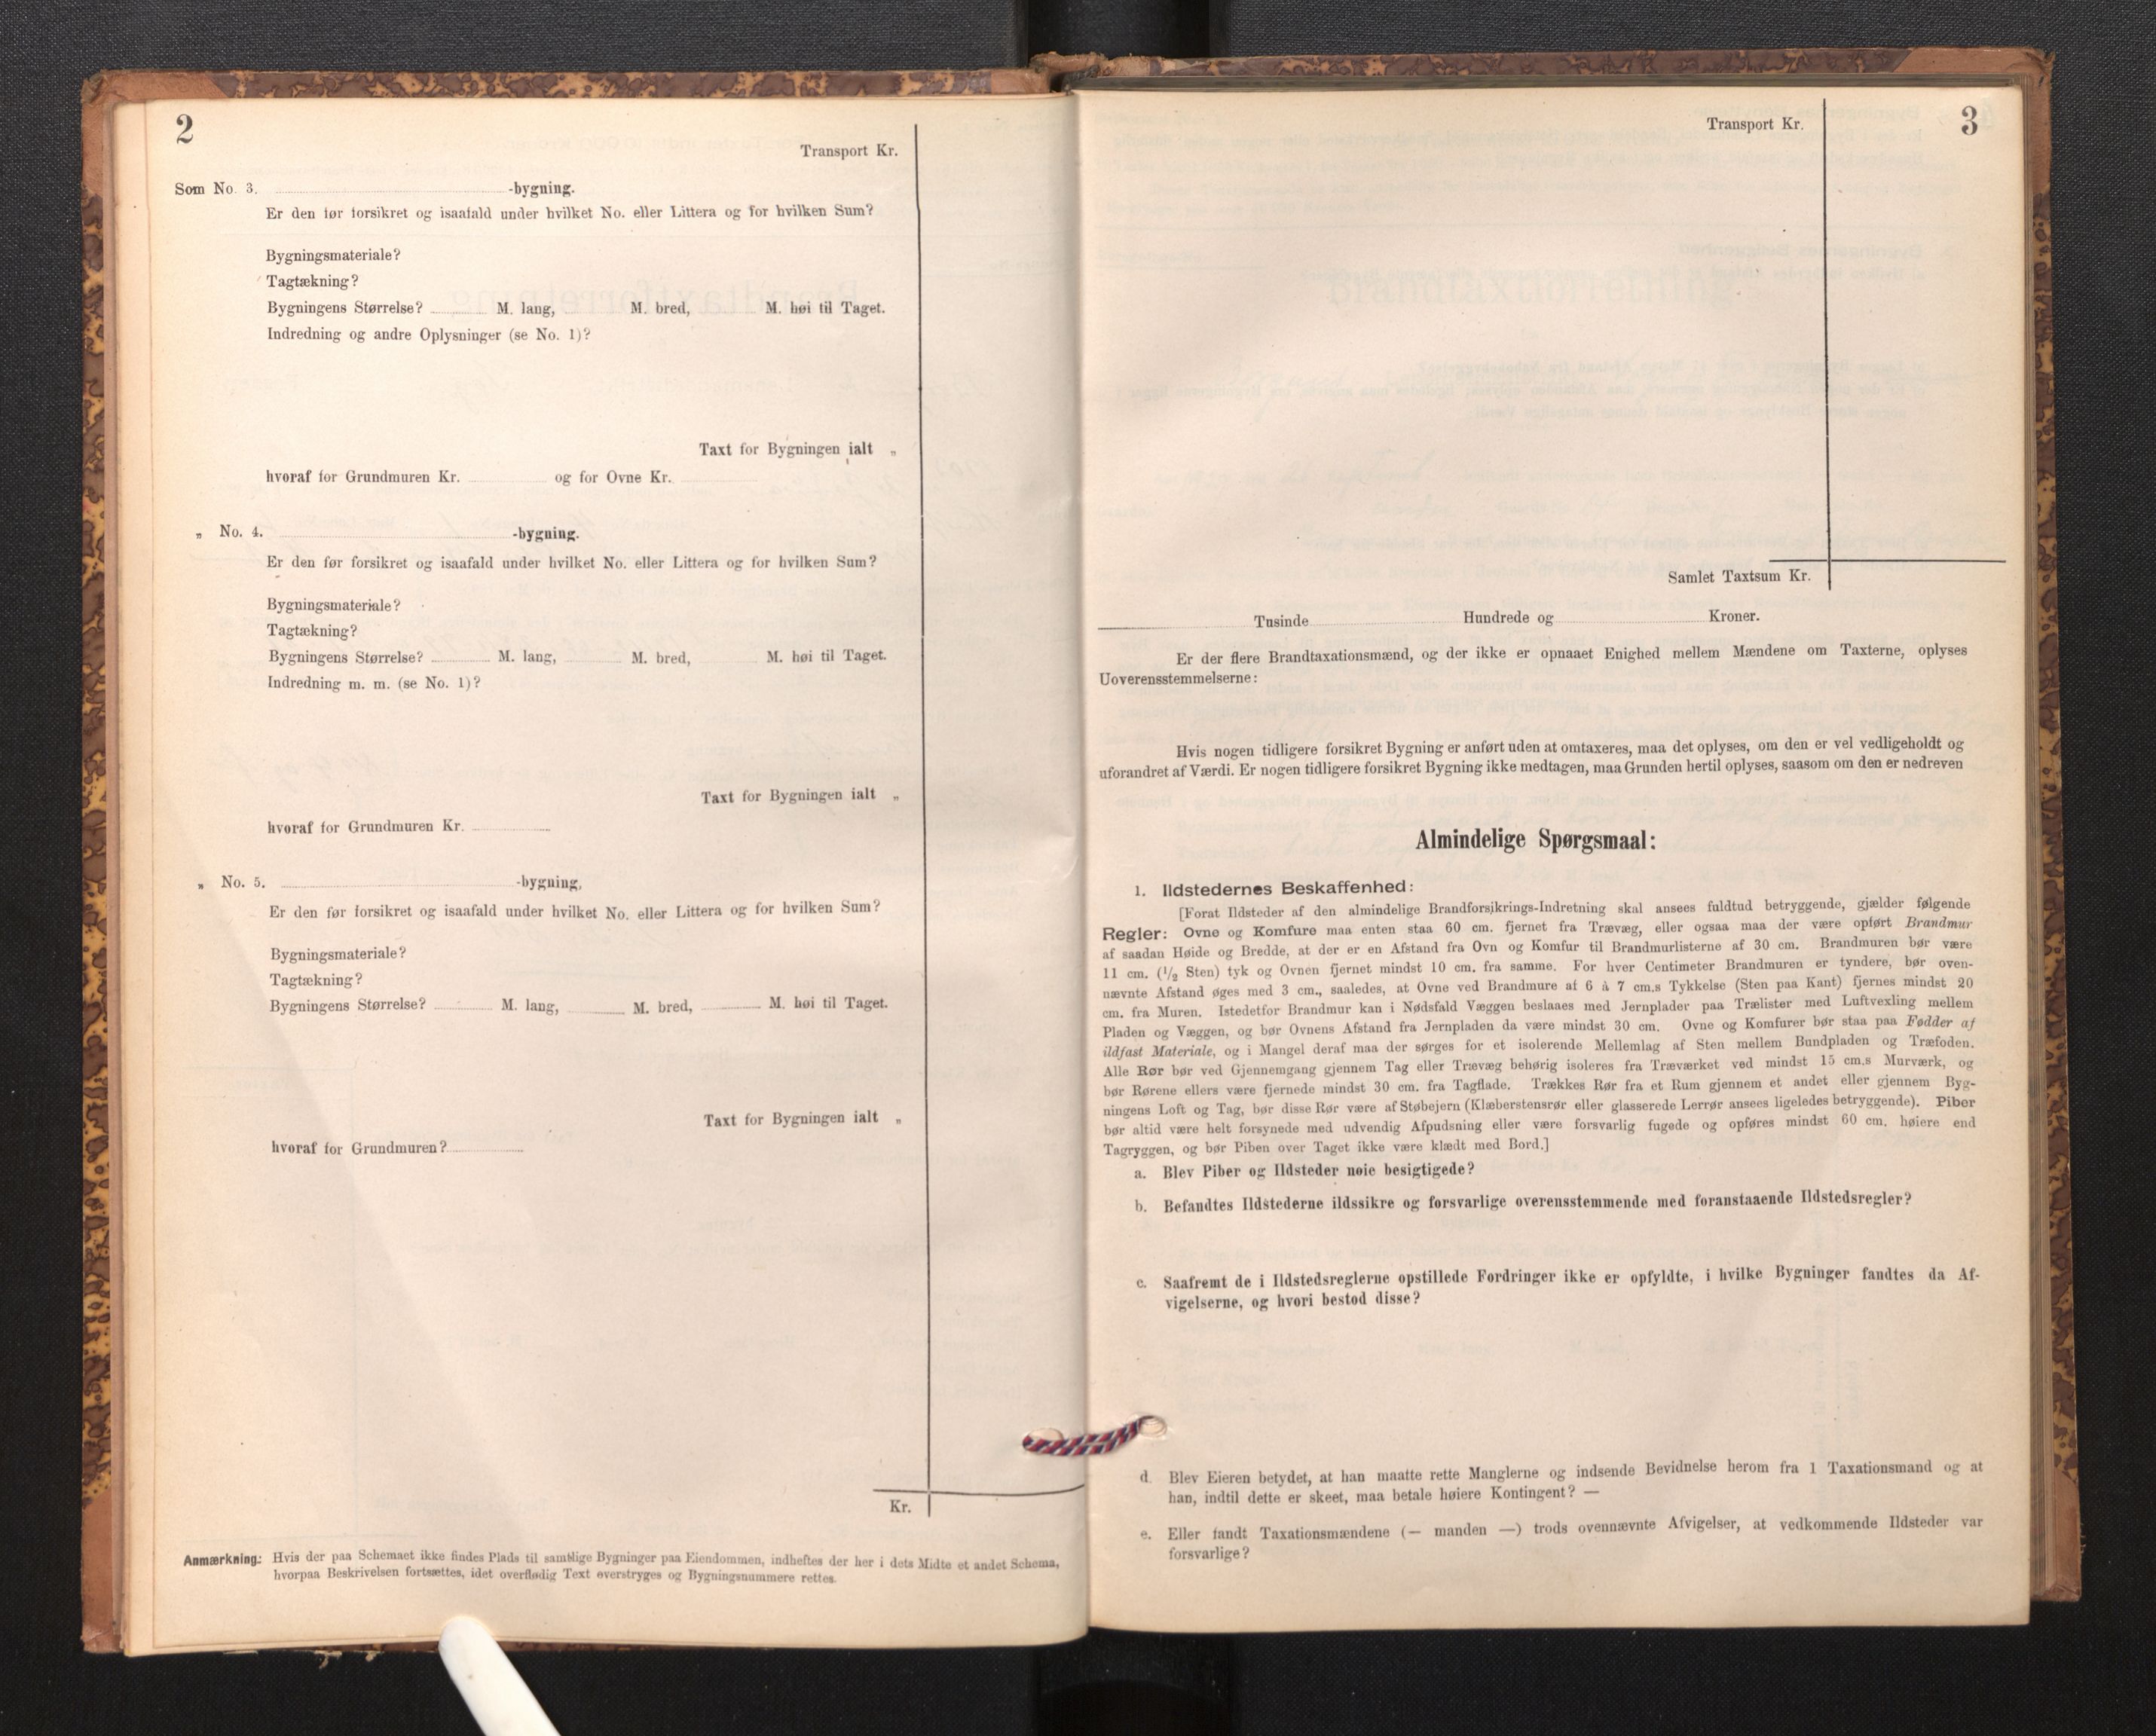 2
Transport Kr.
Som No. 3. -bygning.
Er den før forsikret og isaafald under hvilket No. eller Littera og for hvilken Sum?
Bygningsmateriale?
Tagtækning?
Bygningens Størrelse? M. lang, M. bred, M. høi til Taget.
Indredning og andre Oplysninger (se No. 1)?
Taxt for Bygningen ialt „
hvoraf for Grundmuren Kr. og for Ovne Kr.
„ No. 4. -bygning.
Er den før forsikret og isaafald under hvilket No. eller Littera og for hvilken Sum?
Bygningsmateriale?
Tagtækning?
Bygningens Størrelse? M. lang, M. bred, M. høi til Taget.
Indredning m. m. (se No. 1)?
Taxt for Bygningen ialt „
hvoraf for Grundmuren Kr.
„ No. 5. -bygning,
Er den før forsikret og isaafald under hvilket No. eller Littera og for hvilken Sum?
Bygningsmateriale?
Tagtækning?
Bygningens Størrelse? M. lang, M. bred, M. høi til Taget.
Taxt for Bygningen ialt „
hvoraf for Grundmuren?
Kr.
Anmærkning: Hvis der paa Schemaet ikke findes Plads til samtlige Bygninger paa Eiendommen, indheftes der her i dets Midte et andet Schema,
hvorpaa Beskrivelsen fortsættes, idet overflødig Text overstryges og Bygningsnummere rettes.
3
Transport Kr.
Samlet Taxtsum Kr.
Tusinde Hundrede og Kroner.
Er der flere Brandtaxationsmænd, og der ikke er opnaaet Enighed mellem Mændene om Taxterne, oplyses
Uoverensstemmelserne:
Hvis nogen tidligere forsikret Bygning er anført uden at omtaxeres, maa det oplyses, om den er vel vedligeholdt og
uforandret af Værdi. Er nogen tidligere forsikret Bygning ikke medtagen, maa Grunden hertil oplyses, saasom om den er nedreven
Almindelige Spørgsmaal:
1. Ildstedernes Beskaffenhed:
[Forat Ildsteder af den almindelige Brandforsikrings-Indretning skal ansees fuldtud betryggende, gjælder følgende
Regler: Ovne og Komfure maa enten staa 60 cm. fjernet fra Trævæg, eller ogsaa maa der være opført Brandmur
af saadan Høide og Bredde, at der er en Afstand fra Ovn og Komfur til Brandmurlisterne af 30 cm. Brandmuren bør være
11 cm. (1/2 Sten) tyk og Ovnen fjernet mindst 10 cm. fra samme. For hver Centimeter Brandmuren er tyndere, bør oven-
nævnte Afstand øges med 3 cm., saaledes, at Ovne ved Brandmure af 6 à 7 cm.s Tykkelse (Sten paa Kant) fjernes mindst 20
cm. fra Muren. Istedetfor Brandmur kan i Nødsfald Væggen beslaaes med Jernplader paa Trælister med Luftvexling mellem
Pladen og Væggen, og bør Ovnens Afstand fra Jernpladen da være mindst 30 cm. Ovne og Komfurer bør staa paa Fødder af
ildfast Materiale, og i Mangel deraf maa der sørges for et isolerende Mellemlag af Sten mellem Bundpladen og Træfoden.
Alle Rør bør ved Gjennemgang gjennem Tag eller Trævæg behørig isoleres fra Træværket ved mindst 15 cm.s Murværk, og
bør Rørene ellers være fjernede mindst 30 cm. fra Tagflade. Trækkes Rør fra et Rum gjennem et andet eller gjennem Byg-
ningens Loft og Tag, bør disse Rør være af Støbejern (Klæberstensrør eller glasserede Lerrør ansees ligeledes betryggende). Piber
bør altid være helt forsynede med udvendig Afpudsning eller være forsvarlig fugede og opføres mindst 60 cm. høiere end
Tagryggen, og bør Piben over Taget ikke være klædt med Bord.]
a. Blev Piber og Ildsteder nøie besigtigede?
b. Befandtes Ildstederne ildssikre og forsvarlige overensstemmende med foranstaaende Ildstedsregler?
c. Saafremt de i Ildstedsreglerne opstillede Fordringer ikke er opfyldte, i hvilke Bygninger fandtes da Af-
vigelserne, og hvori bestod disse?
d. Blev Eieren betydet, at han maatte rette Manglerne og indsende Bevidnelse herom fra 1 Taxationsmand og at
han, indtil dette er skeet, maa betale høiere Kontingent? —
e. Eller fandt Taxationsmændene (— manden —) trods ovennævnte Afvigelser, at vedkommende Ildsteder var
forsvarlige?